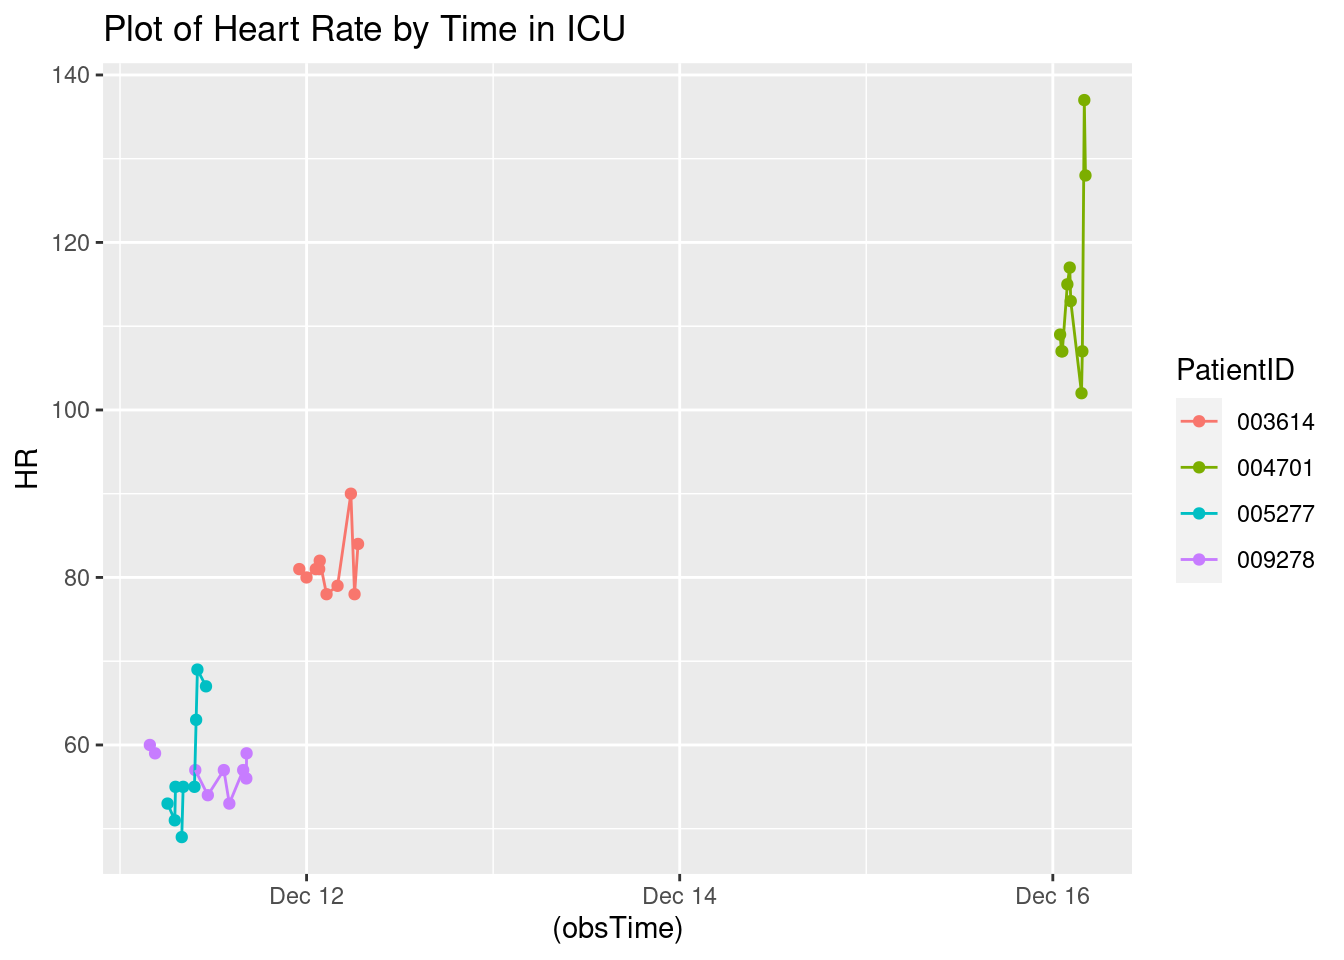 Plot of Heart Rate by Time in ICU
140
120
100
80
60
HR
Dec 12
Dec 14
Dec 16
(obsTime)
PatientID
003614
004701
005277
009278